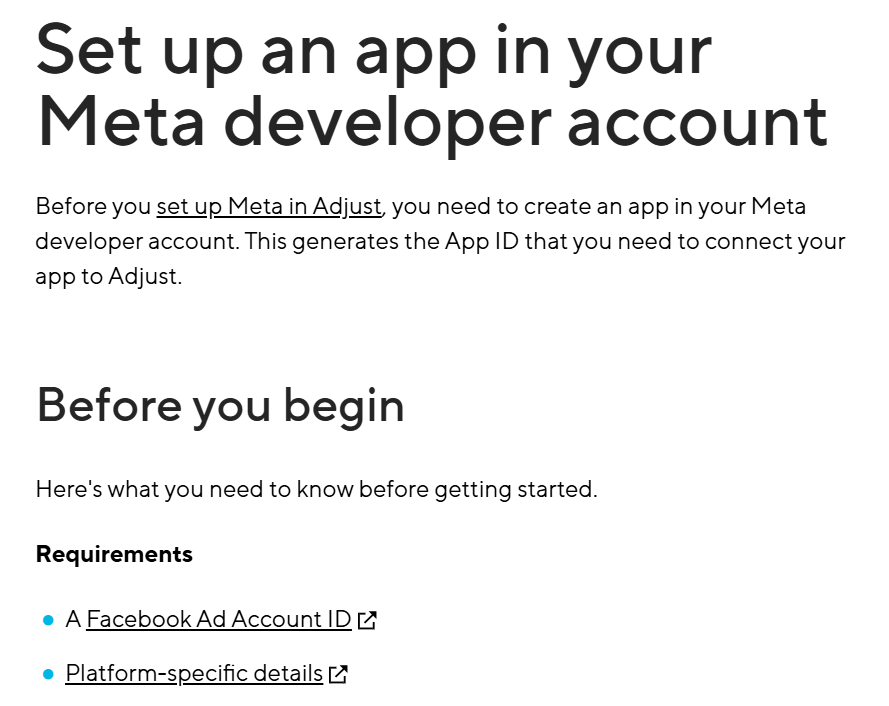 Set up an app in your
Meta developer account
Before you set up Meta in Adjust, you need to create an app in your Meta
developer account. This generates the App ID that you need to connect your
app to Adjust.
Before you begin
Here's what you need to know before getting started.
Requirements
A Facebook Ad Account ID
Platform-specific details